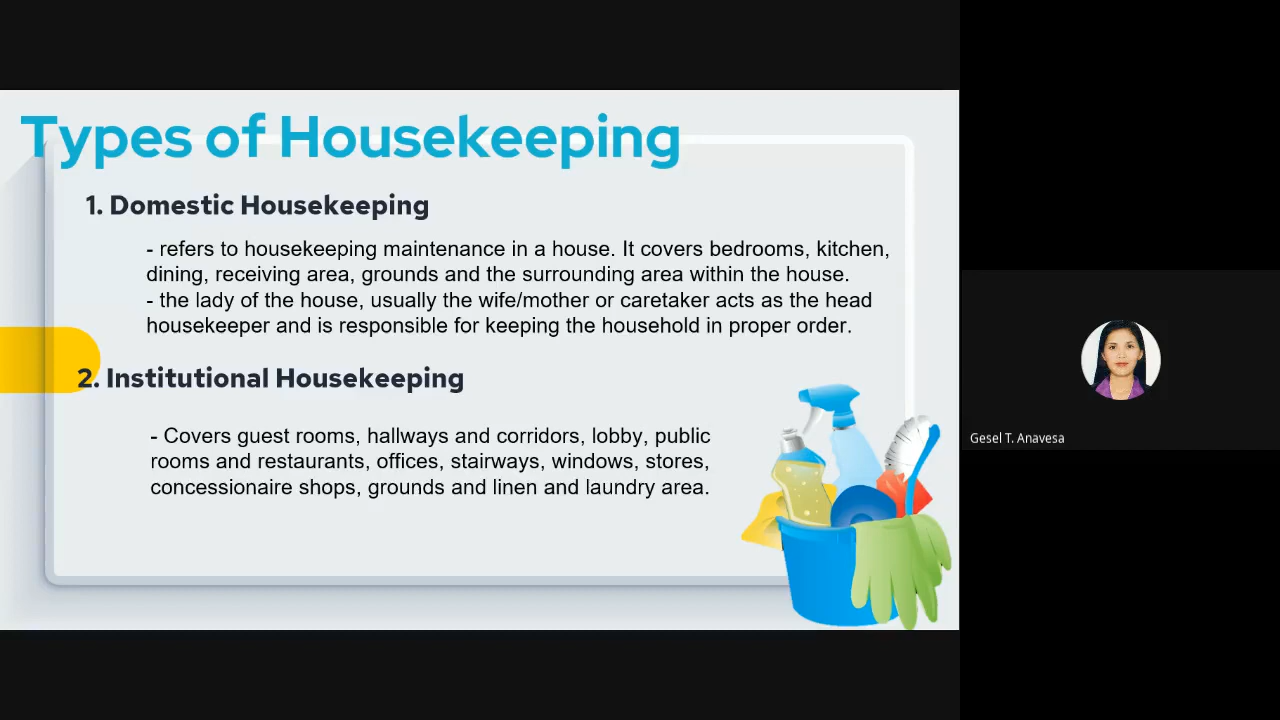 Types of Housekeeping
1. Domestic Housekeeping
- refers to housekeeping maintenance in a house. It covers bedrooms, kitchen,
dining, receiving area, grounds and the surrounding area within the house.
- the lady of the house, usually the wife/mother or caretaker acts as the head
housekeeper and is responsible for keeping the household in proper order.
2. Institutional Housekeeping
- Covers guest rooms, hallways and corridors, lobby, public
rooms and restaurants, offices, stairways, windows, stores,
concessionaire shops, grounds and linen and laundry area.
Gesel T. Anavesa